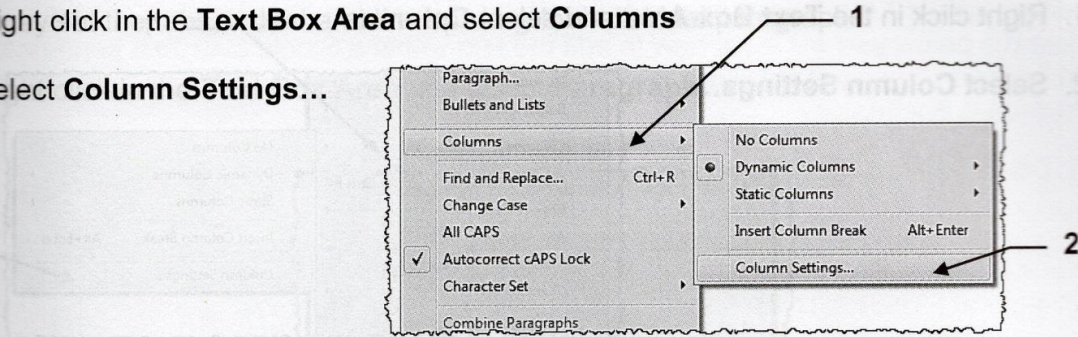 ight click in the Text Box Area and select Columns
1
elect Column Settings...
Paragraph...
Bullets and Lists
Columns
Find and Replace... Ctrl+R
Change Case
All CAPS
Autocorrect cAPS Lock
Character Set
Combine Paragraphs
No Columns
Dynamic Columns
Static Columns
Insert Column Break Alt+Enter
Column Settings...
2